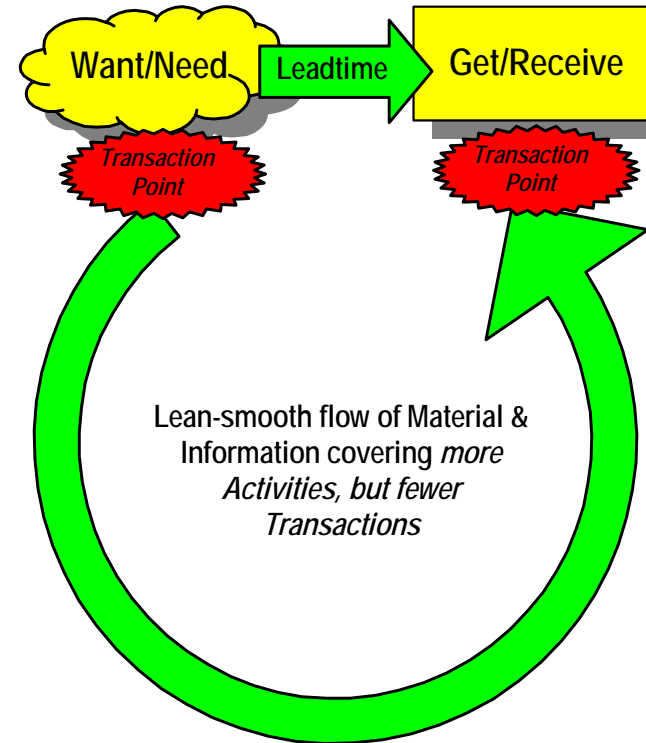 Want/Need
Leadtime
Get/Receive
Transaction
Point
Transaction
Point
Lean-smooth flow of Material &
Information covering more
Activities, but fewer
Transactions